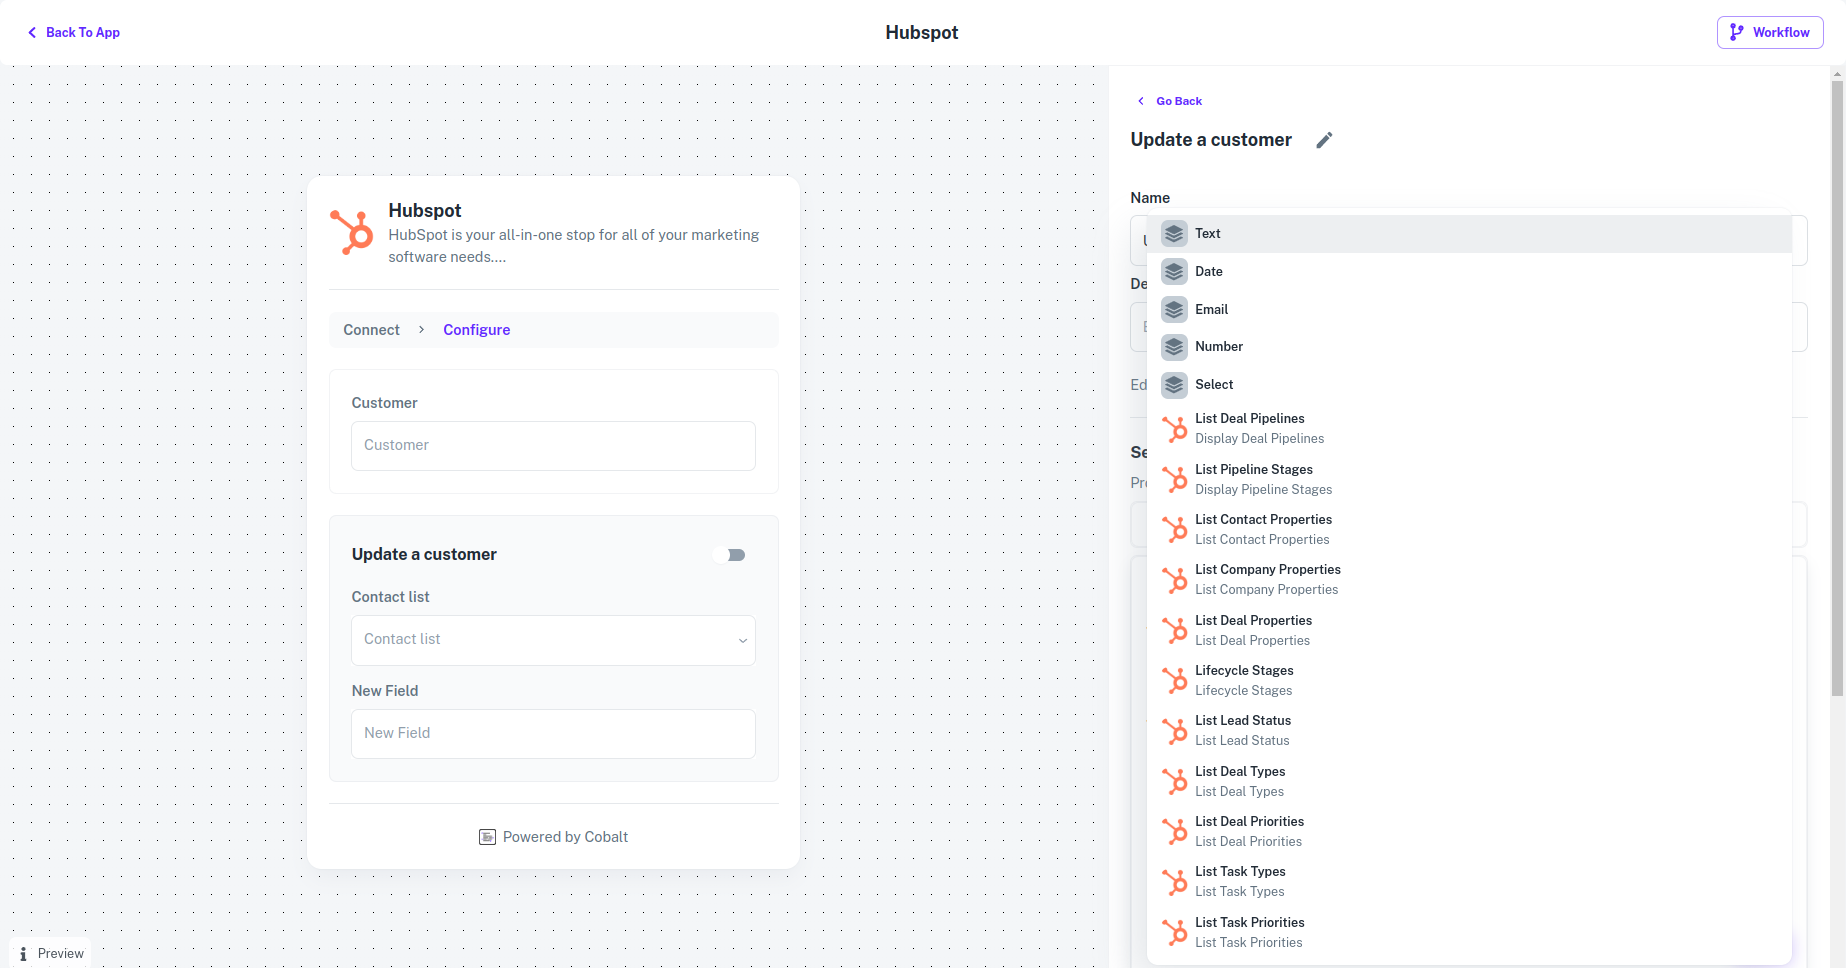 Back To App
Hubspot
Workflow
Go Back
Update a customer
Name
Text
Date
Email
Number
Select
List Deal Pipelines
Display Deal Pipelines
List Pipeline Stages
Display Pipeline Stages
List Contact Properties
List Contact Properties
List Company Properties
List Company Properties
List Deal Properties
List Deal Properties
Lifecycle Stages
Lifecycle Stages
List Lead Status
List Lead Status
List Deal Types
List Deal Types
List Deal Priorities
List Deal Priorities
List Task Types
List Task Types
List Task Priorities
List Task Priorities
Hubspot
HubSpot is your all-in-one stop for all of your marketing
software needs....
Connect > Configure
Customer
Customer
Update a customer
Contact list
Contact list
New Field
New Field
Powered by Cobalt
Preview